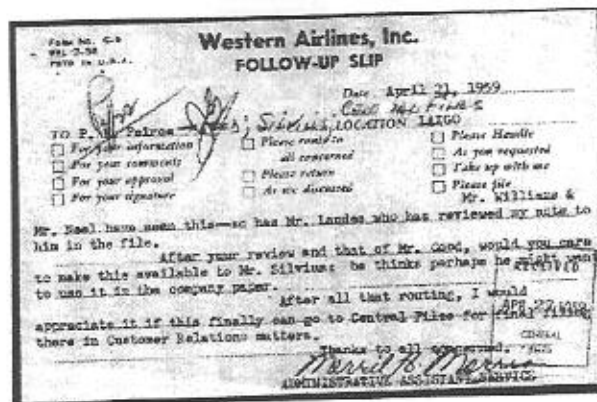 Form No. G-9
PRTD IN U.S.A.
Western Airlines, Inc.
FOLLOW-UP SLIP
Date April 21, 1959
TO P. E. Peirce
LOCATION LAXGO
For your information
For your comments
For your approval
For your signature
Please route to
all concerned
Please return
As we discussed
Please Handle
As you requested
Take up with me
Please file
Mr. Williams &
Mr. Neel have seen this—so has Mr. Landes who has reviewed my note to
him in the file.
After your review and that of Mr. Good, would you care
to make this available to Mr. Silvius; he thinks perhaps he might want
to use it in the company paper.
After all that routing, I would
appreciate it if this finally can go to Central Files for final filing
there in Customer Relations matters.
Thanks to all concerned.
ADMINISTRATIVE ASSISTANT-SERVICE
RECEIVED
APR 27 1959
GENERAL
FILES